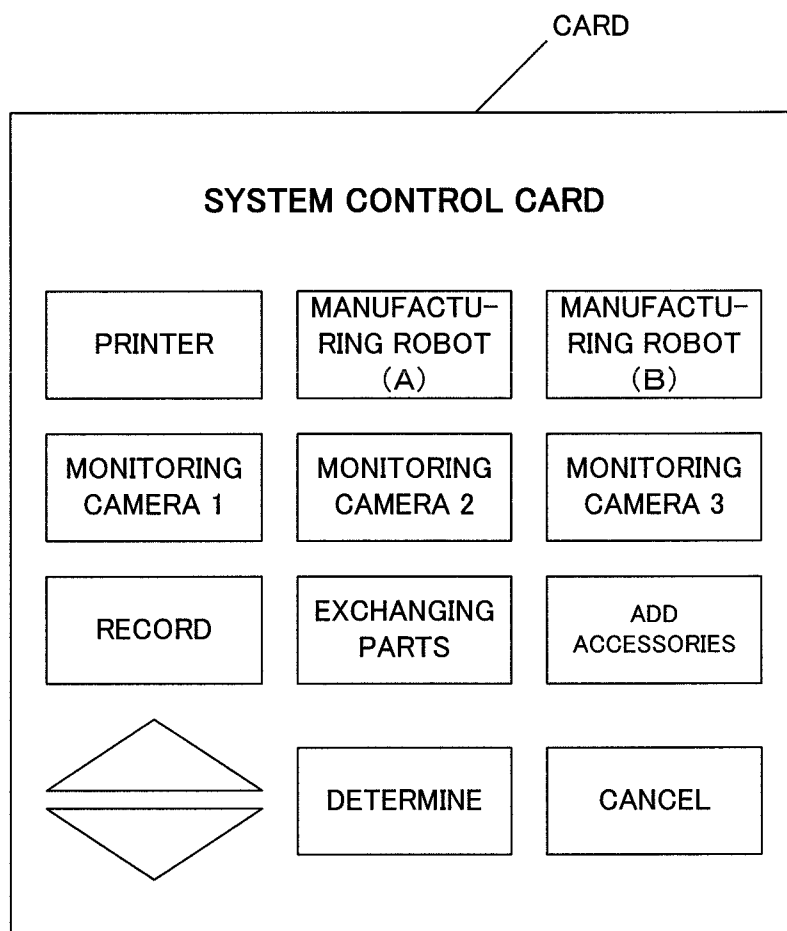 CARD
SYSTEM CONTROL CARD
PRINTER
MANUFACTU-
RING ROBOT
(A)
MANUFACTU-
RING ROBOT
(B)
MONITORING
CAMERA 1
MONITORING
CAMERA 2
MONITORING
CAMERA 3
RECORD
EXCHANGING
PARTS
ADD
ACCESSORIES
DETERMINE
CANCEL